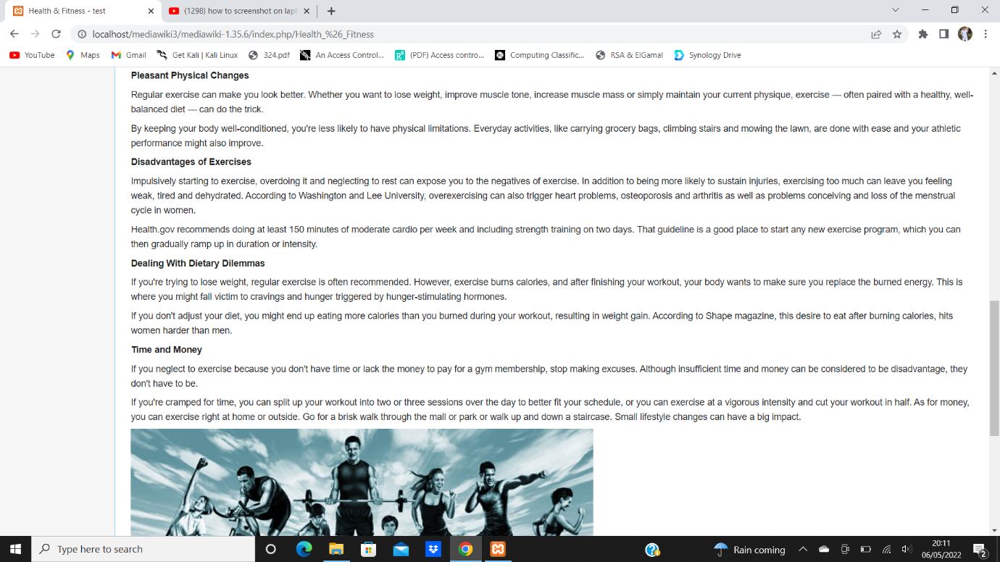 Health & Fitness - test
(1298) how to screenshot on lapt
localhost/mediawiki3/mediawiki-1.35.6/index.php/Health_%26_Fitness
YouTube
Maps
Gmail
Get Kali | Kali Linux
324.pdf
An Access Control...
(PDF) Access contro...
Computing Classific...
RSA & ElGamal
Synology Drive
Pleasant Physical Changes
Regular exercise can make you look better. Whether you want to lose weight, improve muscle tone, increase muscle mass or simply maintain your current physique, exercise — often paired with a healthy, well-
balanced diet — can do the trick.
By keeping your body well-conditioned, you're less likely to have physical limitations. Everyday activities, like carrying grocery bags, climbing stairs and mowing the lawn, are done with ease and your athletic
performance might also improve.
Disadvantages of Exercises
Impulsively starting to exercise, overdoing it and neglecting to rest can expose you to the negatives of exercise. In addition to being more likely to sustain injuries, exercising too much can leave you feeling
weak, tired and dehydrated. According to Washington and Lee University, overexercising can also trigger heart problems, osteoporosis and arthritis as well as problems conceiving and loss of the menstrual
cycle in women.
Health.gov recommends doing at least 150 minutes of moderate cardio per week and including strength training on two days. That guideline is a good place to start any new exercise program, which you can
then gradually ramp up in duration or intensity.
Dealing With Dietary Dilemmas
If you're trying to lose weight, regular exercise is often recommended. However, exercise burns calories, and after finishing your workout, your body wants to make sure you replace the burned energy. This is
where you might fall victim to cravings and hunger triggered by hunger-stimulating hormones.
If you don't adjust your diet, you might end up eating more calories than you burned during your workout, resulting in weight gain. According to Shape magazine, this desire to eat after burning calories, hits
women harder than men.
Time and Money
If you neglect to exercise because you don't have time or lack the money to pay for a gym membership, stop making excuses. Although insufficient time and money can be considered to be disadvantage, they
don't have to be.
If you're cramped for time, you can split up your workout into two or three sessions over the day to better fit your schedule, or you can exercise at a vigorous intensity and cut your workout in half. As for money,
you can exercise right at home or outside. Go for a brisk walk through the mall or park or walk up and down a staircase. Small lifestyle changes can have a big impact.
Type here to search
Rain coming
20:11
06/05/2022
2